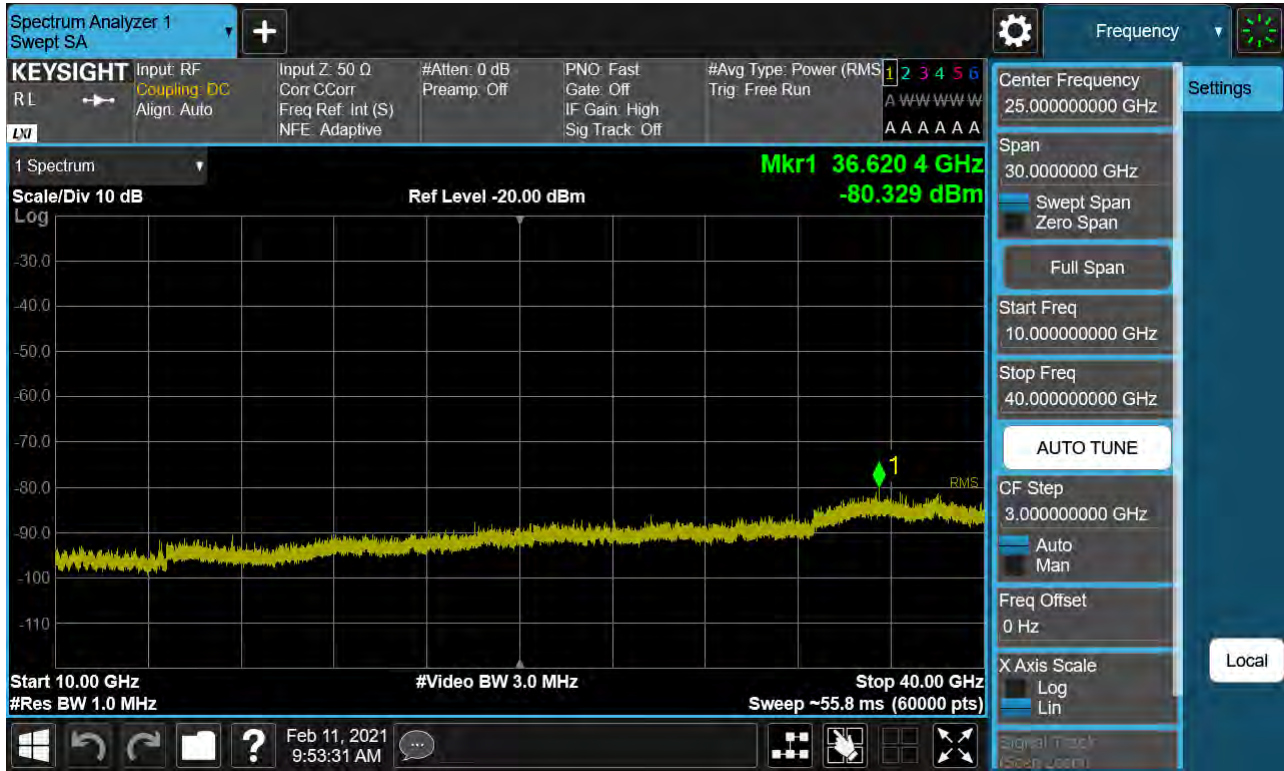 Spectrum Analyzer 1
Swept SA
Frequency
KEYSIGHT
RL
LXI
Input: RF
Coupling: DC
Align: Auto
Input Z: 50 Ω
Corr CCorr
Freq Ref: Int (S)
NFE: Adaptive
#Atten: 0 dB
Preamp: Off
PNO: Fast
Gate: Off
IF Gain: High
Sig Track: Off
#Avg Type: Power (RMS
Trig: Free Run
1 2 3 4 5 6
A W W W W W
A A A A A A
1 Spectrum
Scale/Div 10 dB
Ref Level -20.00 dBm
Mkr1 36.620 4 GHz
-80.329 dBm
Log
-30.0
-40.0
-50.0
-60.0
-70.0
-80.0
-90.0
-100
-110
1
RMS
Start 10.00 GHz
#Video BW 3.0 MHz
Stop 40.00 GHz
#Res BW 1.0 MHz
Sweep ~55.8 ms (60000 pts)
Center Frequency
25.000000000 GHz
Settings
Span
30.0000000 GHz
Swept Span
Zero Span
Full Span
Start Freq
10.000000000 GHz
Stop Freq
40.000000000 GHz
AUTO TUNE
CF Step
3.000000000 GHz
Auto
Man
Freq Offset
0 Hz
X Axis Scale
Log
Lin
Signal Track
(Span Zoom)
Local
?
Feb 11, 2021
9:53:31 AM